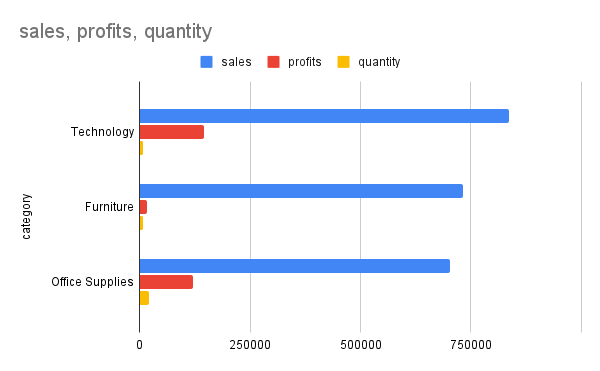 sales, profits, quantity
sales profits quantity
category
Technology
Furniture
Office Supplies
0 250000 500000 750000